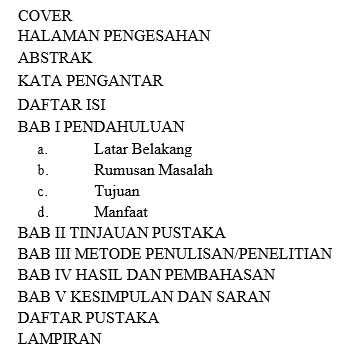 COVER
HALAMAN PENGESAHAN
ABSTRAK
KATA PENGANTAR
DAFTAR ISI
BAB I PENDAHULUAN
a. Latar Belakang
b. Rumusan Masalah
c. Tujuan
d. Manfaat
BAB II TINJAUAN PUSTAKA
BAB III METODE PENULISAN/PENELITIAN
BAB IV HASIL DAN PEMBAHASAN
BAB V KESIMPULAN DAN SARAN
DAFTAR PUSTAKA
LAMPIRAN